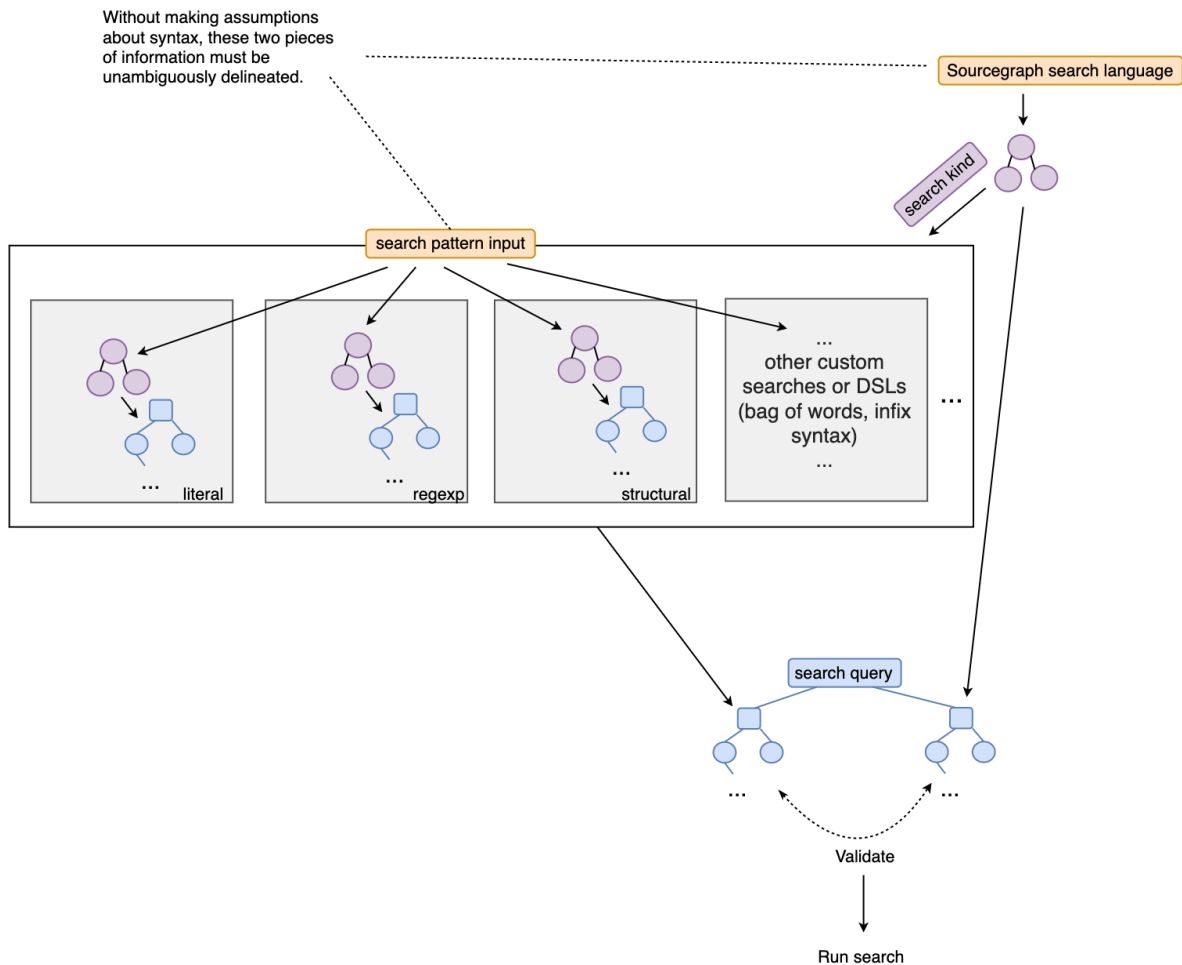 Without making assumptions
about syntax, these two pieces
of information must be
unambiguously delineated.
Sourcegraph search language
search kind
search pattern input
...
other custom
searches or DSLs
(bag of words, infix
syntax)
...
...
...
literal
...
regexp
...
structural
search query
...
...
Validate
Run search